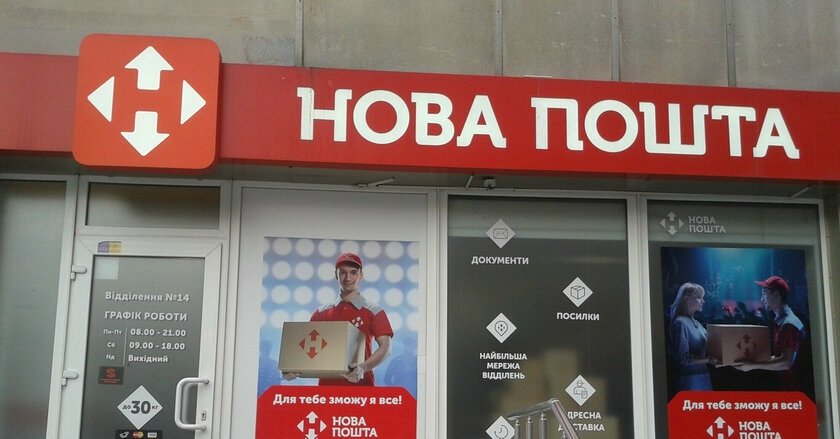 НОВА ПОШТА
Відділення №14
ГРАФІК РОБОТИ
Пн-Пт 08.00 - 21.00
Сб 09.00 - 18.00
Нд Вихідний
до 30 кг
Для тебе зможу я все!
НОВА
ПОШТА
ДОКУМЕНТИ
ПОСИЛКИ
НАЙБІЛЬША
МЕРЕЖА
ВІДДІЛЕНЬ
АДРЕСНА
ДОСТАВКА
НОВА
ПОШТА
Для тебе зможу я все!
НОВА
ПОШТА